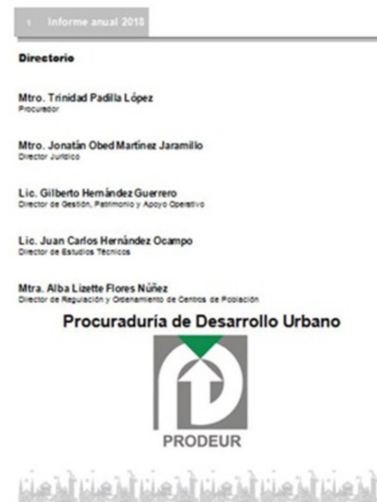 1 Informe anual 2018
Directorio
Mtro. Trinidad Padilla López
Procurador
Mtro. Jonatán Obed Martínez Jaramillo
Director Jurídico
Lic. Gilberto Hernández Guerrero
Director de Gestión, Patrimonio y Apoyo Operativo
Lic. Juan Carlos Hernández Ocampo
Director de Estudios Técnicos
Mtra. Alba Lizette Flores Núñez
Director de Regulación y Ordenamiento de Centros de Población
Procuraduría de Desarrollo Urbano
PRODEUR